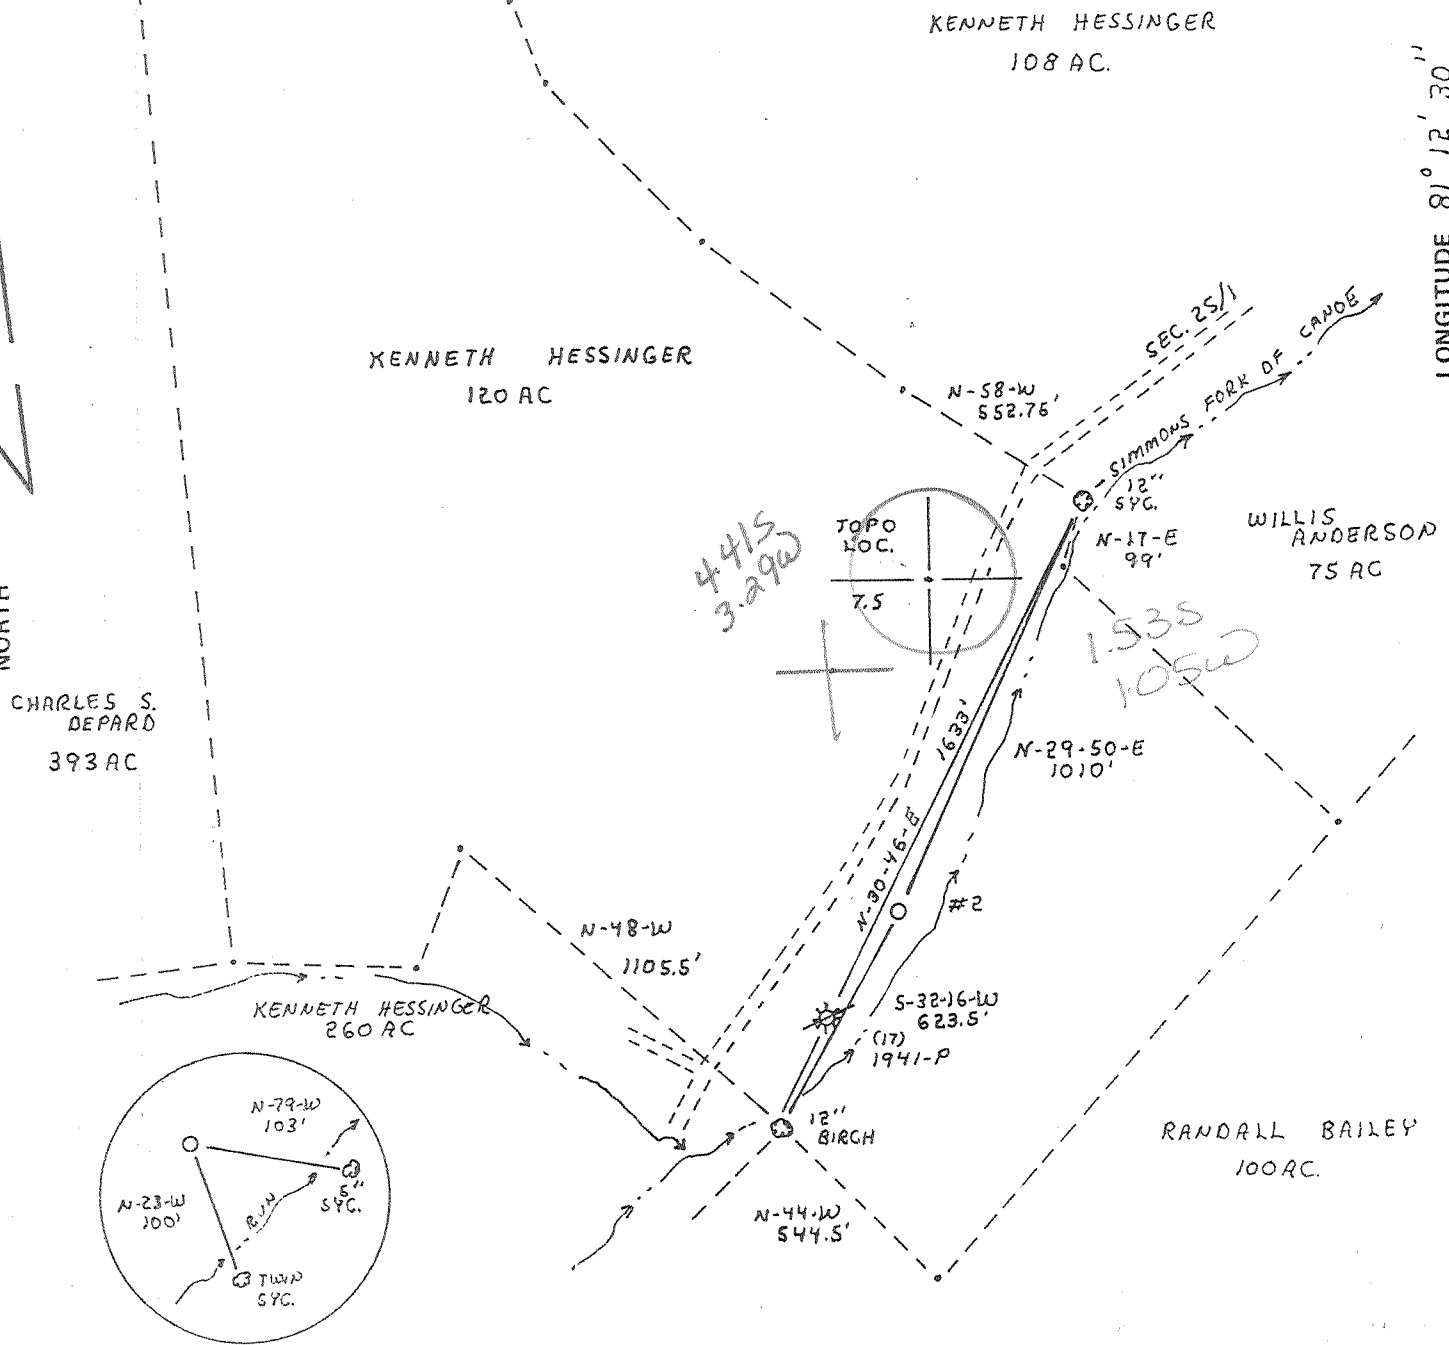 KENNETH HESSINGER
108 AC.
LONGITUDE 81° 12' 30"
SEC. 25/1
SIMMONS FORK OF CANOE
KENNETH HESSINGER
120 AC
N-58-W
552.75'
12"
SYC.
N-17-E
99'
WILLIS
ANDERSON
75 AC
TOPO
LOC.
7.5
4.41S
3.29W
1.53S
1.05W
NORTH
CHARLES S.
DEPARD
393 AC
1633'
N-30-46-E
N-29-50-E
1010'
#2
N-48-W
1105.5'
S-32-16-W
623.5'
(17)
1941-P
KENNETH HESSINGER
260 AC
12"
BIRCH
RANDALL BAILEY
100 AC.
N-44-W
544.5'
N-79-W
103'
5"
SYC.
N-23-W
100'
RUN
TWIN
SYC.